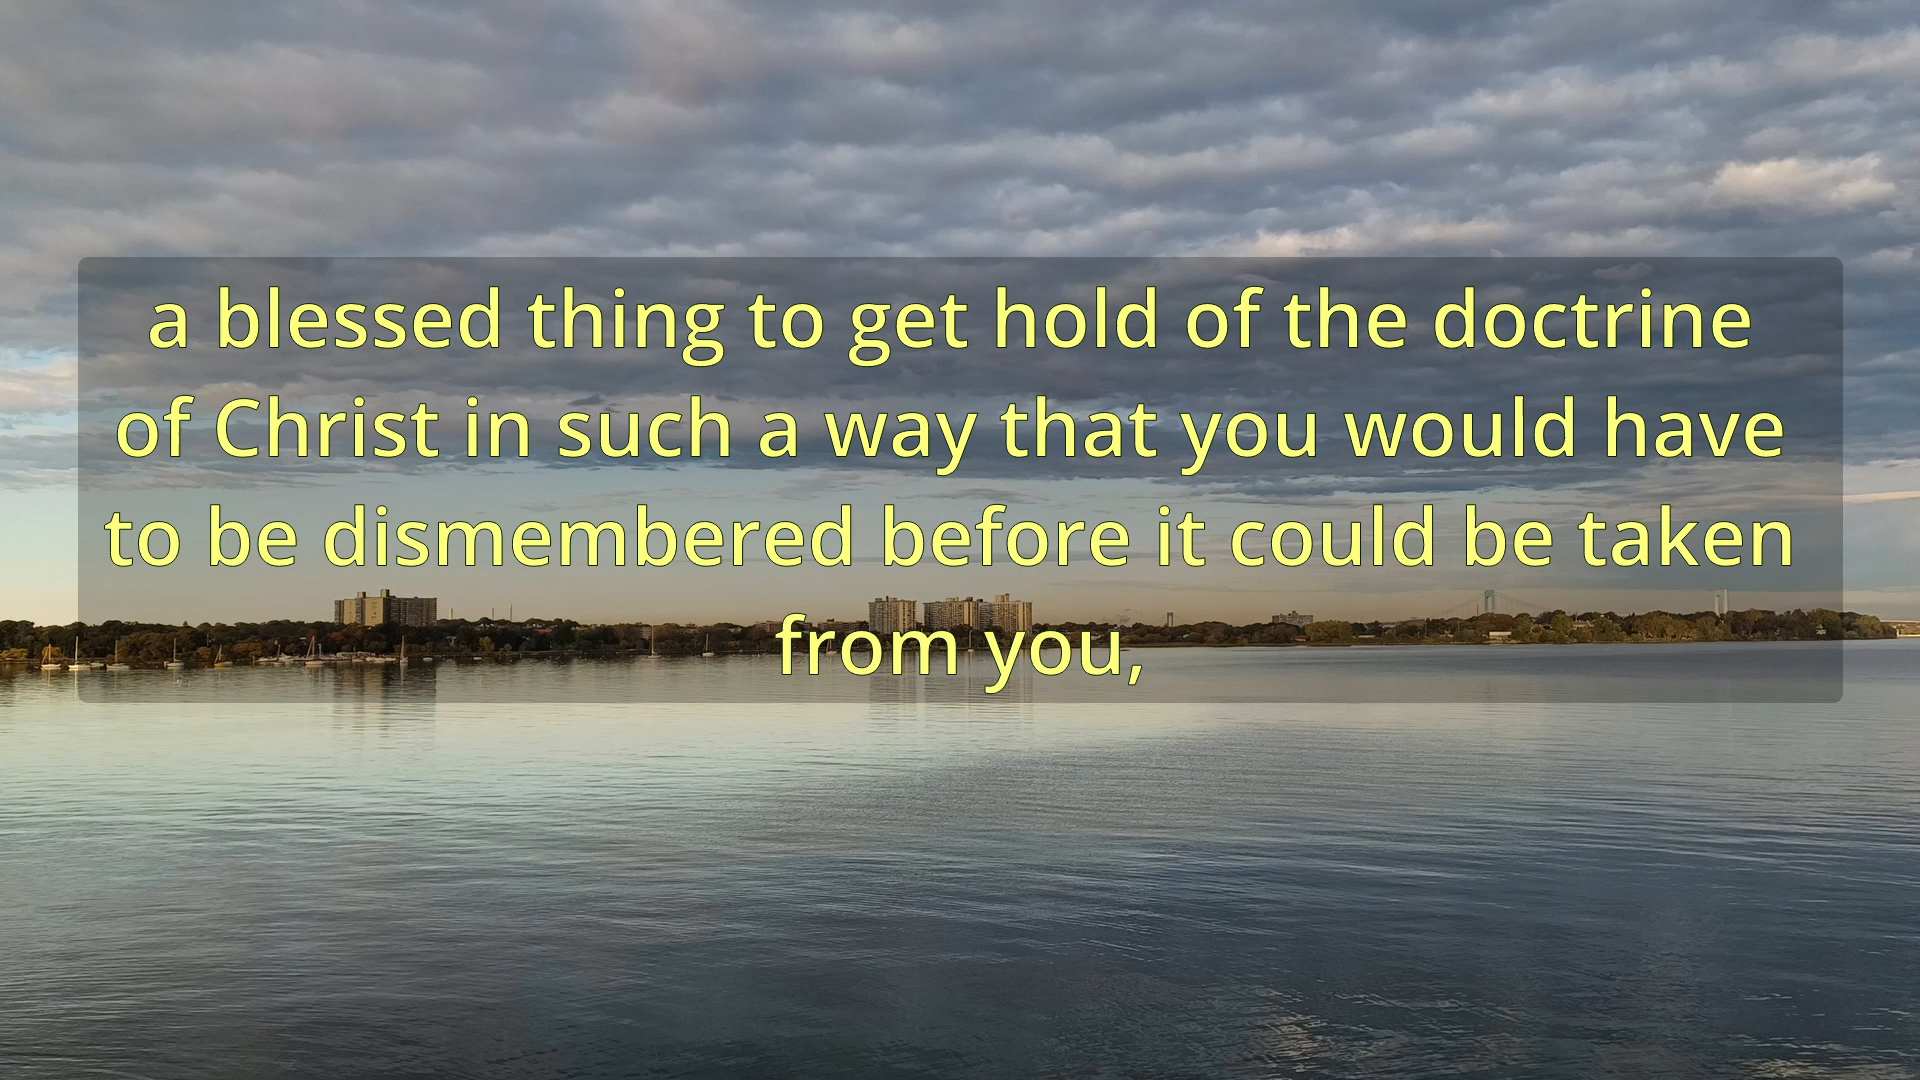 a blessed thing to get hold of the doctrine
of Christ in such a way that you would have
to be dismembered before it could be taken
from you,